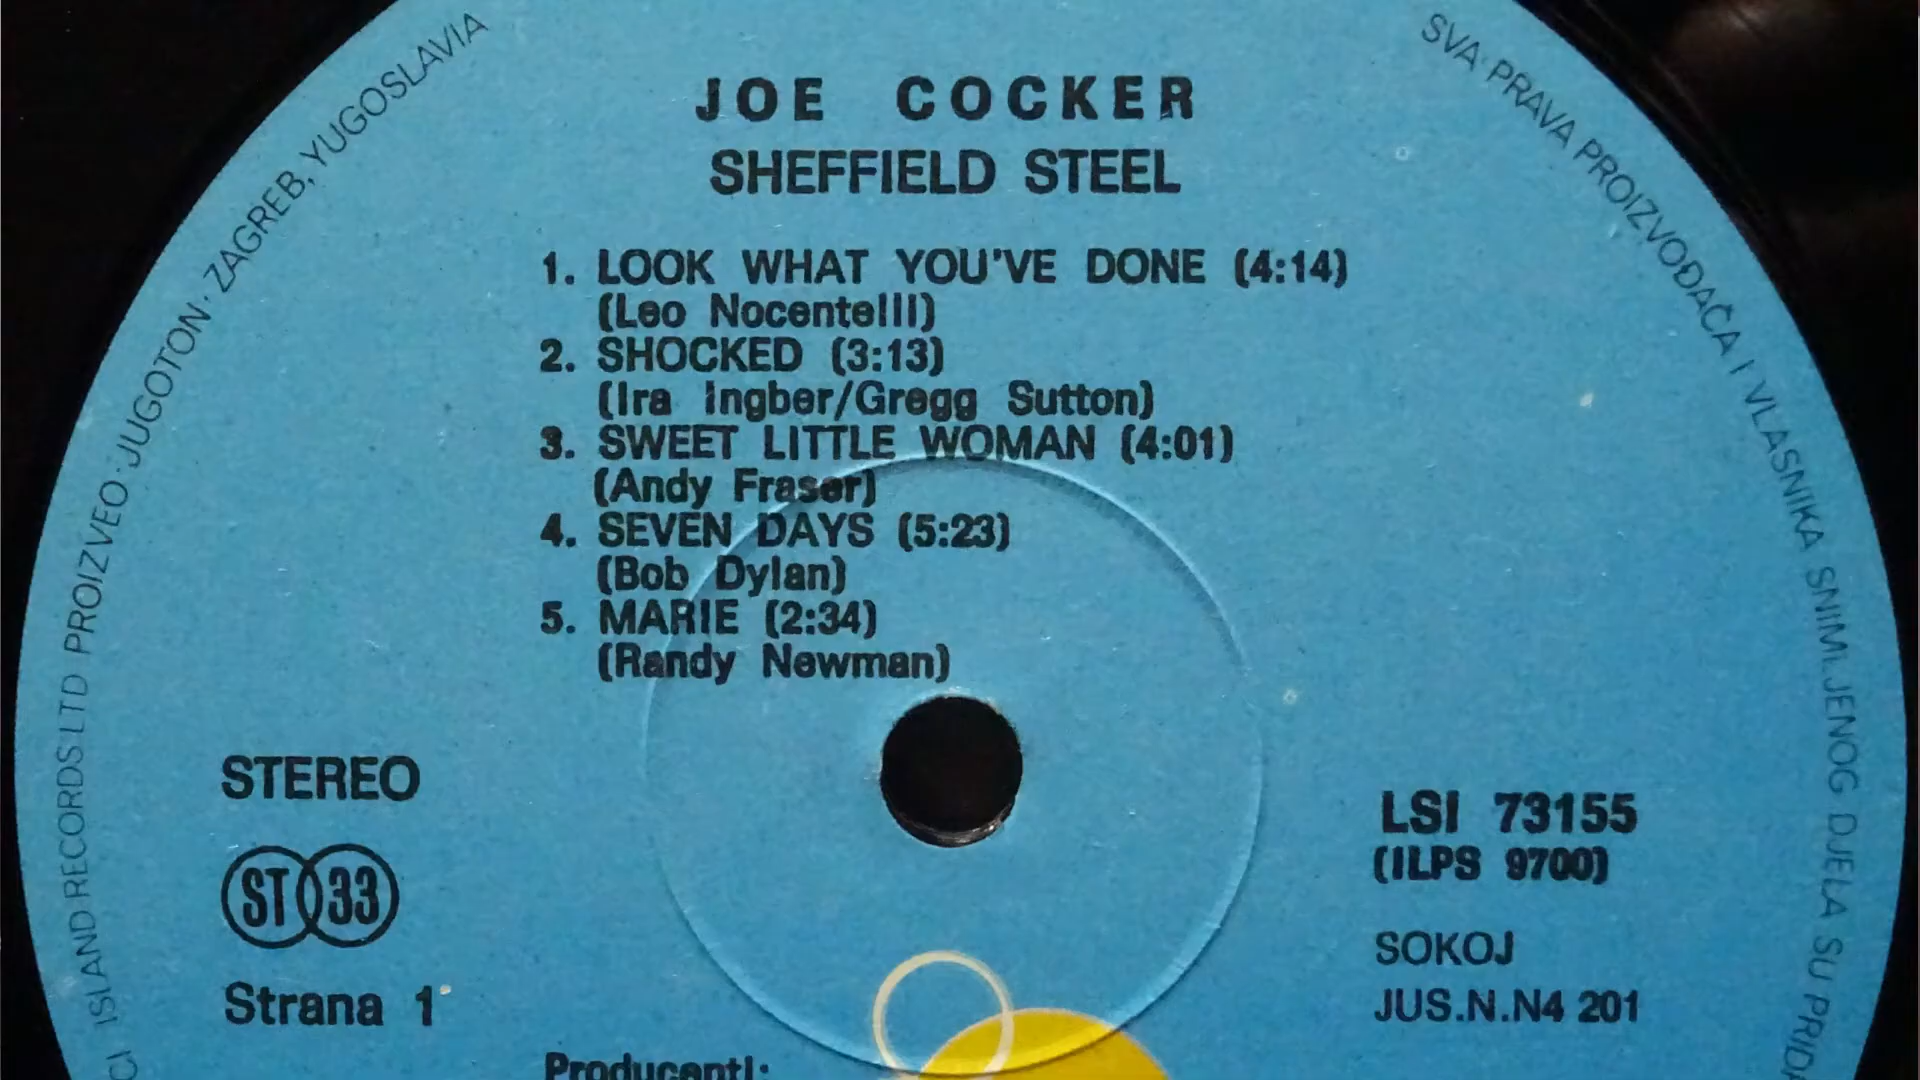 JOE COCKER
SHEFFIELD STEEL
1. LOOK WHAT YOU'VE DONE (4:14)
(Leo Nocentelli)
2. SHOCKED (3:13)
(Ira Ingber/Gregg Sutton)
3. SWEET LITTLE WOMAN (4:01)
(Andy Fraser)
4. SEVEN DAYS (5:23)
(Bob Dylan)
5. MARIE (2:34)
(Randy Newman)
STEREO
ST 33
Strana 1
LSI 73155
(ILPS 9700)
SOKOJ
JUS.N.N4 201
Producenti:
ISLAND RECORDS LTD PROIZVEO: JUGOTON · ZAGREB, YUGOSLAVIA
SVA PRAVA PROIZVOĐAČA I VLASNIKA SNIMLJENOG DJELA SU